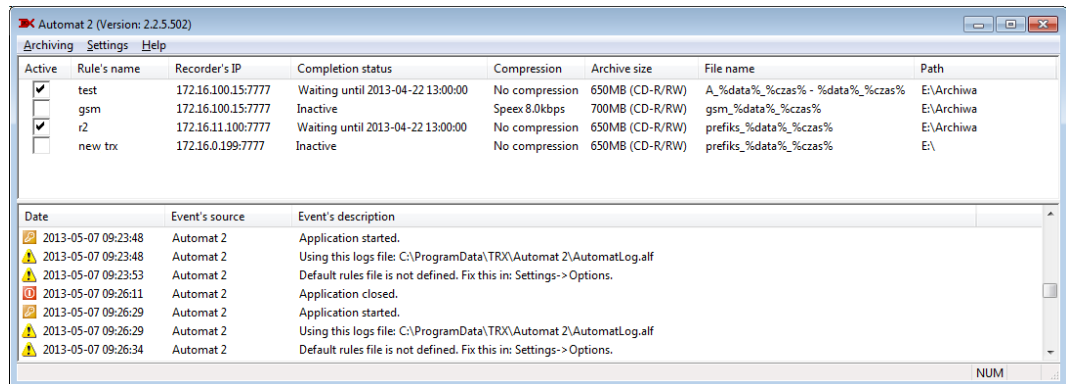 Automat 2 (Version: 2.2.5.502)
Archiving Settings Help
Active Rule's name Recorder's IP Completion status Compression Archive size File name Path
test 172.16.100.15:7777 Waiting until 2013-04-22 13:00:00 No compression 650MB (CD-R/RW) A_%data%_%czas% - %data%_%czas% E:\Archiwa
gsm 172.16.100.15:7777 Inactive Speex 8.0kbps 700MB (CD-R/RW) gsm_%data%_%czas% E:\Archiwa
r2 172.16.11.100:7777 Waiting until 2013-04-22 13:00:00 No compression 650MB (CD-R/RW) prefiks_%data%_%czas% E:\Archiwa
new trx 172.16.0.199:7777 Inactive No compression 650MB (CD-R/RW) prefiks_%data%_%czas% E:\
Date Event's source Event's description
2013-05-07 09:23:48 Automat 2 Application started.
2013-05-07 09:23:48 Automat 2 Using this logs file: C:\ProgramData\TRX\Automat 2\AutomatLog.alf
2013-05-07 09:23:53 Automat 2 Default rules file is not defined. Fix this in: Settings->Options.
2013-05-07 09:26:11 Automat 2 Application closed.
2013-05-07 09:26:29 Automat 2 Application started.
2013-05-07 09:26:29 Automat 2 Using this logs file: C:\ProgramData\TRX\Automat 2\AutomatLog.alf
2013-05-07 09:26:34 Automat 2 Default rules file is not defined. Fix this in: Settings->Options.
NUM